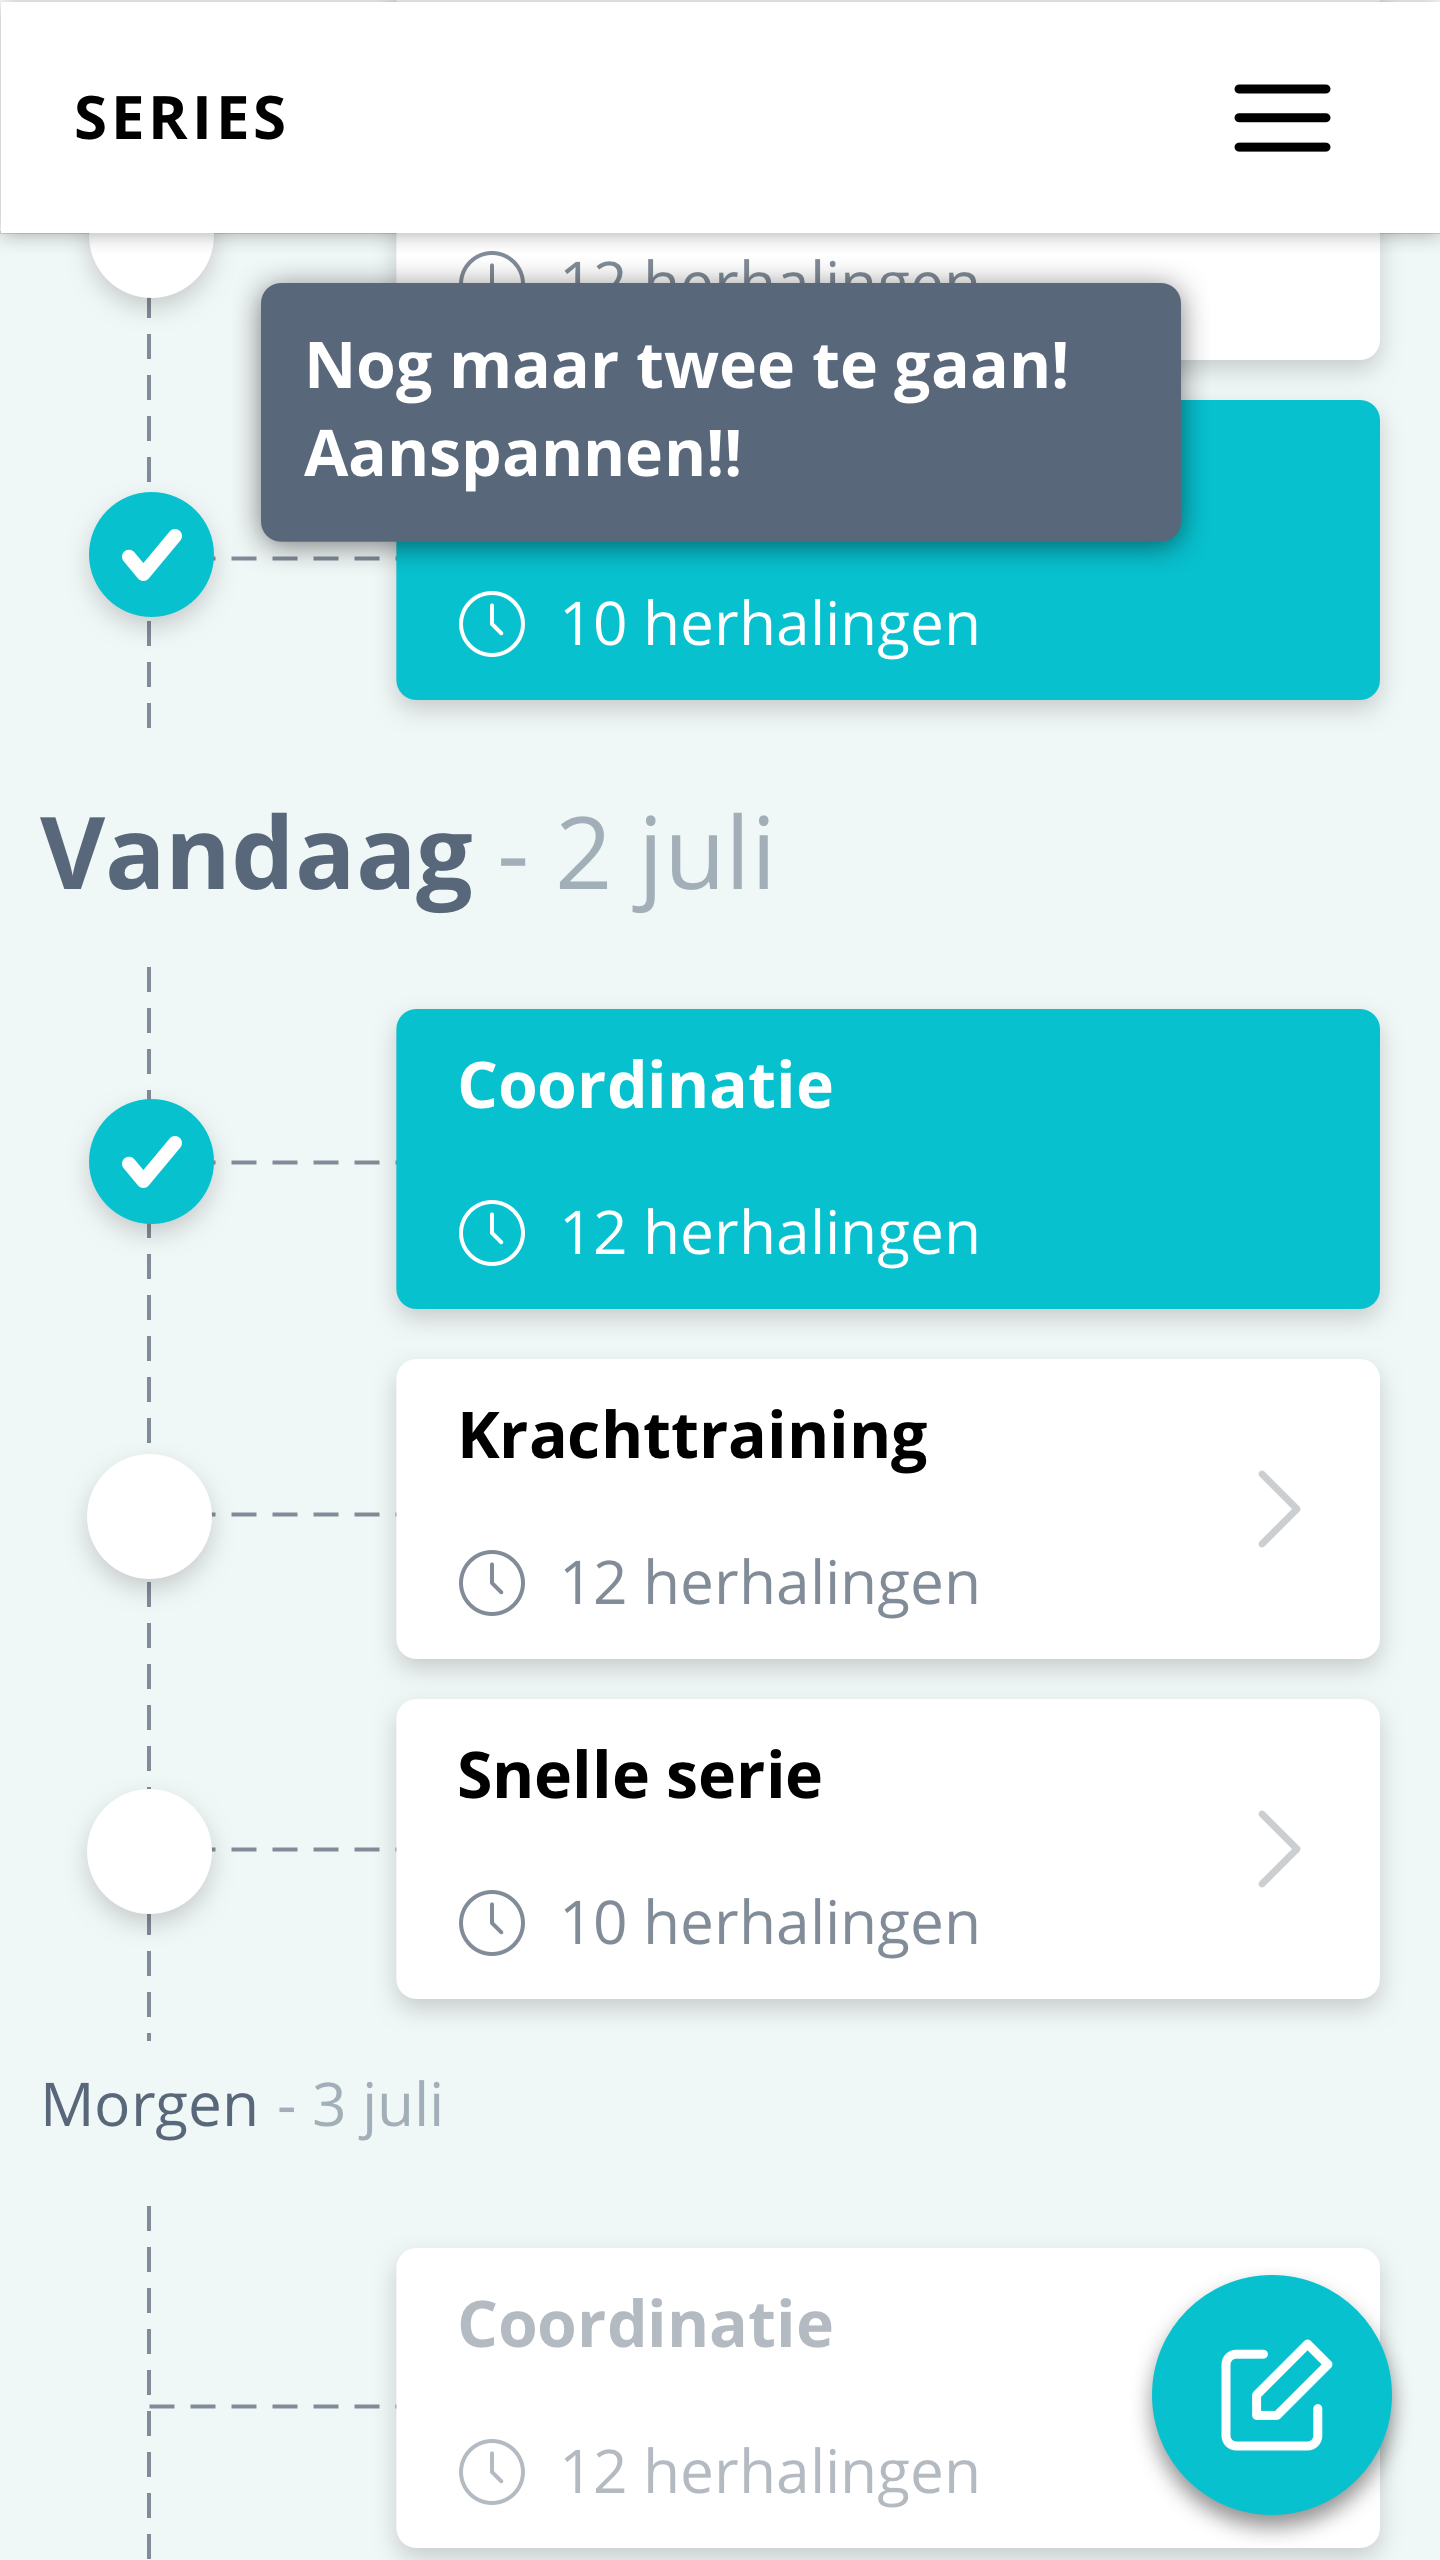 SERIES
12 herhalingen
Nog maar twee te gaan!
Aanspannen!!
10 herhalingen
Vandaag - 2 juli
Coordinatie
12 herhalingen
Krachttraining
12 herhalingen
Snelle serie
10 herhalingen
Morgen - 3 juli
Coordinatie
12 herhalingen